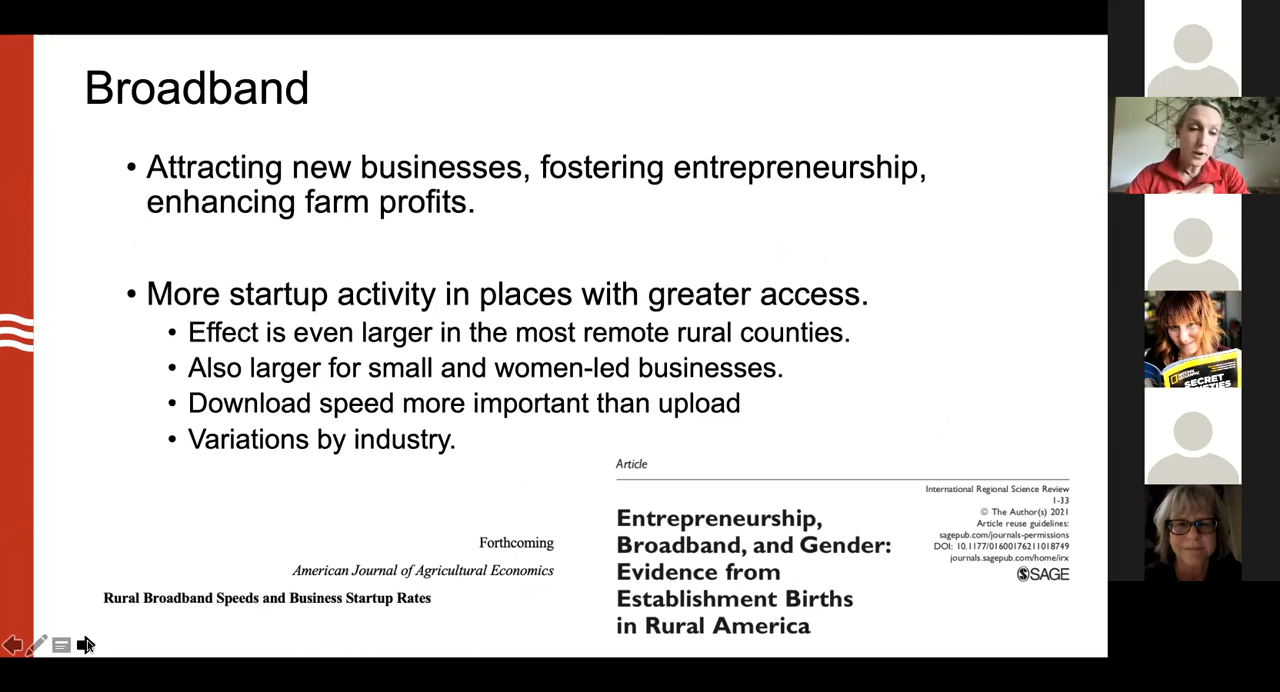 Broadband
• Attracting new businesses, fostering entrepreneurship,
enhancing farm profits.
• More startup activity in places with greater access.
• Effect is even larger in the most remote rural counties.
• Also larger for small and women-led businesses.
• Download speed more important than upload
• Variations by industry.
Forthcoming
American Journal of Agricultural Economics
Rural Broadband Speeds and Business Startup Rates
Article
International Regional Science Review
1-33
© The Author(s) 2021
Article reuse guidelines:
sagepub.com/journals-permissions
DOI: 10.1177/01600176211018749
journals.sagepub.com/home/irx
SAGE
Entrepreneurship,
Broadband, and Gender:
Evidence from
Establishment Births
in Rural America
SECRET